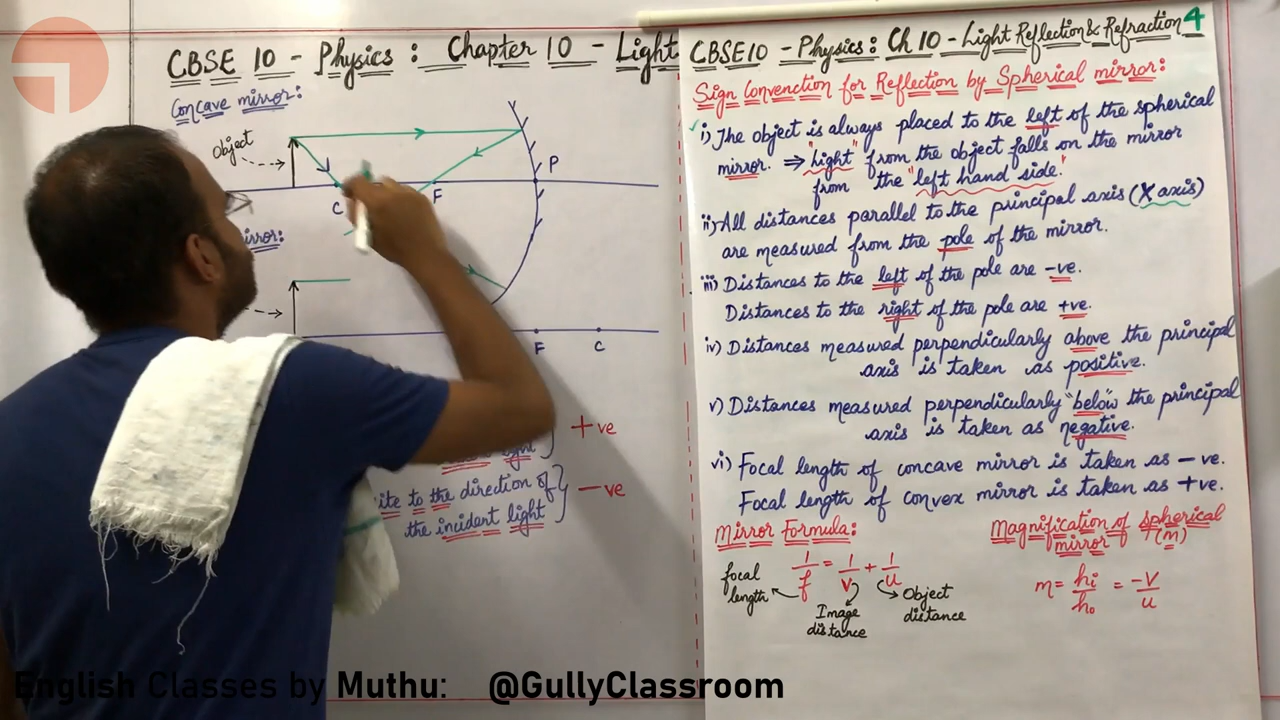 CBSE 10 - Physics : Chapter 10 - Light
Concave mirror:
Object
P
F
C
F
C
+ve
the direction of
the incident light
-ve
CBSE10 - Physics: Ch 10 - Light Reflection & Refraction 4
Sign Convenction for Reflection by Spherical mirror:
i) The object is always placed to the left of the spherical
mirror. ⇒ "Light" from the object falls on the mirror
from the "left hand" side.
ii) All distances parallel to the principal axis (X axis)
are measured from the pole of the mirror.
iii) Distances to the left of the pole are -ve.
Distances to the right of the pole are +ve.
iv) Distances measured perpendicularly above the principal
axis is taken as positive.
v) Distances measured perpendicularly "below" the principal
axis is taken as negative.
vi) Focal length of concave mirror is taken as -ve.
Focal length of convex mirror is taken as +ve.
Mirror Formula:
1/f = 1/v + 1/u
focal
length
Image
distance
Object
distance
Magnification of spherical
mirror (m)
m = hi/ho = -v/u
English Classes by Muthu: @GullyClassroom